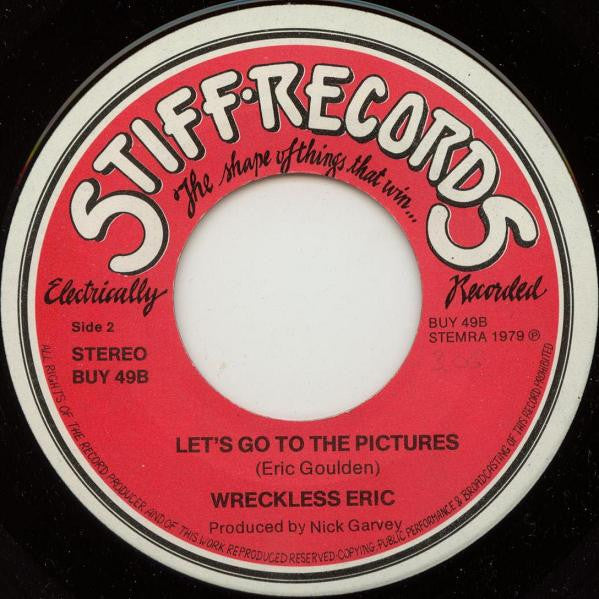 STIFF·RECORDS
The shape of things that win...
Electrically Recorded
Side 2
STEREO
BUY 49B
BUY 49B
STEMRA 1979 ℗
3.00
LET'S GO TO THE PICTURES
(Eric Goulden)
WRECKLESS ERIC
Produced by Nick Garvey
ALL RIGHTS OF THE RECORD PRODUCER AND OF THIS WORK REPRODUCED RESERVED·COPYING PUBLIC PERFORMANCE & BROADCASTING OF THIS RECORD PROHIBITED